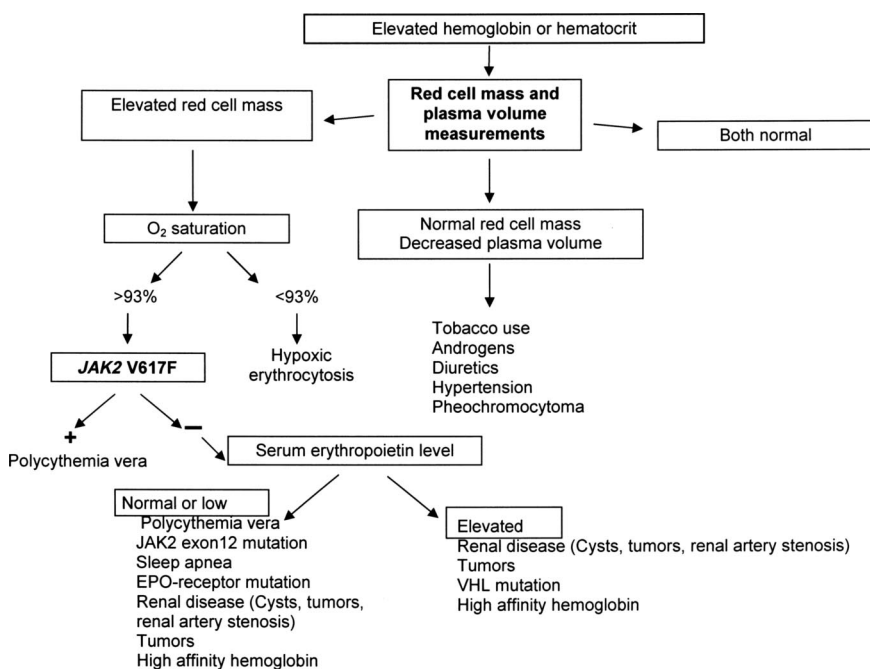 Elevated hemoglobin or hematocrit
Elevated red cell mass
Red cell mass and
plasma volume
measurements
Both normal
O₂ saturation
Normal red cell mass
Decreased plasma volume
>93%
<93%
JAK2 V617F
Hypoxic
erythrocytosis
Tobacco use
Androgens
Diuretics
Hypertension
Pheochromocytoma
+
−
Polycythemia vera
Serum erythropoietin level
Normal or low
Polycythemia vera
JAK2 exon12 mutation
Sleep apnea
EPO-receptor mutation
Renal disease (Cysts, tumors,
renal artery stenosis)
Tumors
High affinity hemoglobin
Elevated
Renal disease (Cysts, tumors, renal artery stenosis)
Tumors
VHL mutation
High affinity hemoglobin